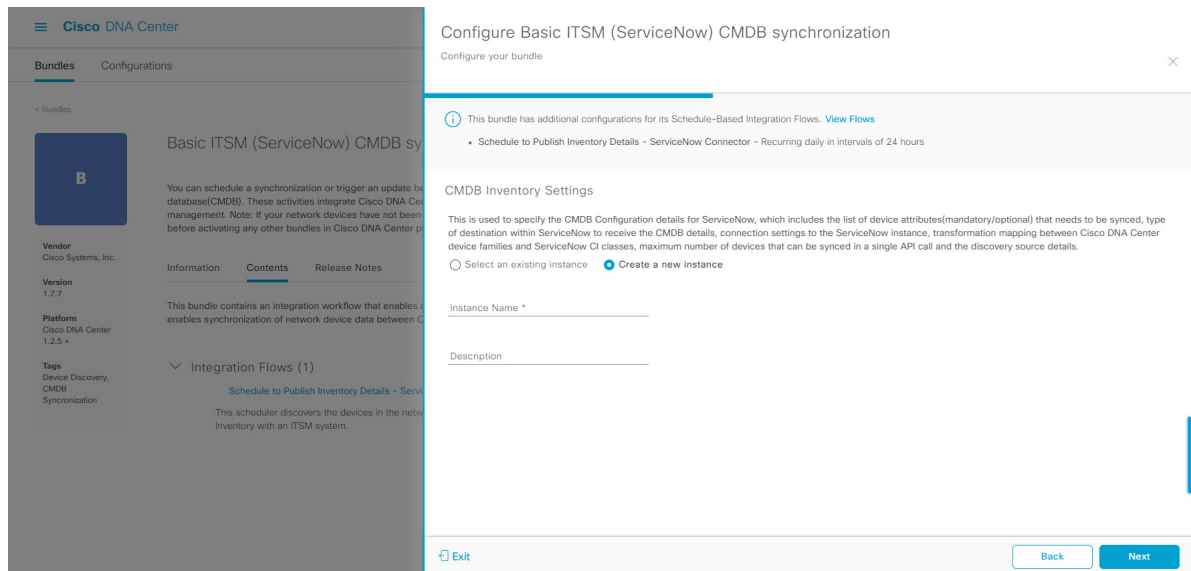 Cisco DNA Center
Bundles Configurations
< Bundles
B
Vendor
Cisco Systems, Inc.
Version
1.7.7
Platform
Cisco DNA Center
1.2.5 +
Tags
Device Discovery,
CMDB
Syncronization
Basic ITSM (ServiceNow) CMDB sy
You can schedule a synchronization or trigger an update be
database(CMDB). These activities integrate Cisco DNA Ce
management. Note: If your network devices have not been
before activating any other bundles in Cisco DNA Center p
Information Contents Release Notes
This bundle contains an integration workflow that enables
enables synchronization of network device data between C
Integration Flows (1)
Schedule to Publish Inventory Details - Servi
This scheduler discovers the devices in the netw
Inventory with an ITSM system.
Configure Basic ITSM (ServiceNow) CMDB synchronization
Configure your bundle
This bundle has additional configurations for its Schedule-Based Integration Flows. View Flows
• Schedule to Publish Inventory Details - ServiceNow Connector - Recurring daily in intervals of 24 hours
CMDB Inventory Settings
This is used to specify the CMDB Configuration details for ServiceNow, which includes the list of device attributes(mandatory/optional) that needs to be synced, type
of destination within ServiceNow to receive the CMDB details, connection settings to the ServiceNow instance, transformation mapping between Cisco DNA Center
device families and ServiceNow CI classes, maximum number of devices that can be synced in a single API call and the discovery source details.
Select an existing instance Create a new instance
Instance Name *
Description
Exit Back Next